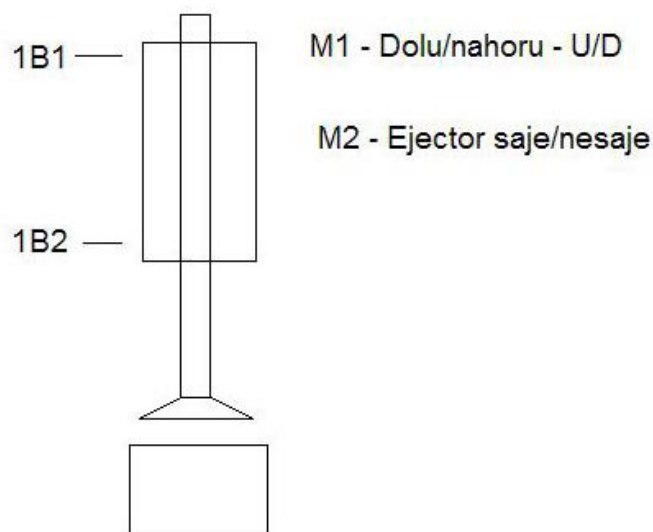 1B1
M1 - Dolu/nahoru - U/D
M2 - Ejector saje/nesaje
1B2